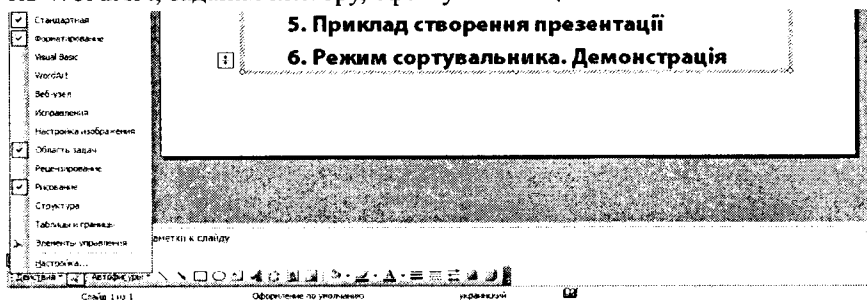 Стандартная
Форматирование
Visual Basic
WordArt
Веб-узел
Исправления
Настройка изображения
Область задач
Рецензирование
Рисование
Структура
Таблицы и границы
Элементы управления
Настройка...
5. Приклад створення презентації
6. Режим сортувальника. Демонстрація
аметки к слайду
Действия Автофигуры
Слайд 1 из 1 Оформление по умолчанию украинский